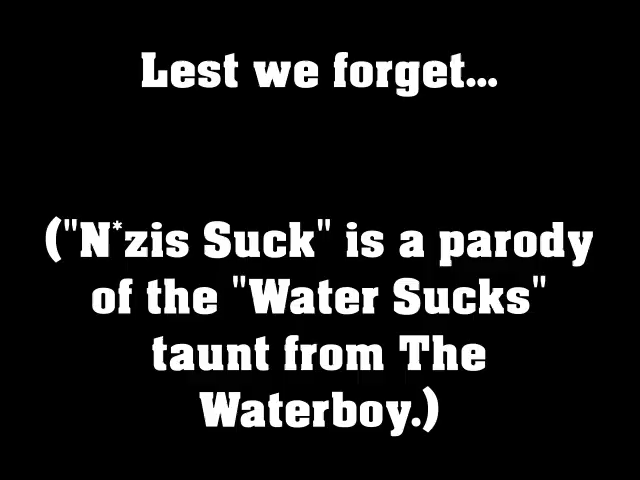 Lest we forget...
("N*zis Suck" is a parody
of the "Water Sucks"
taunt from The
Waterboy.)